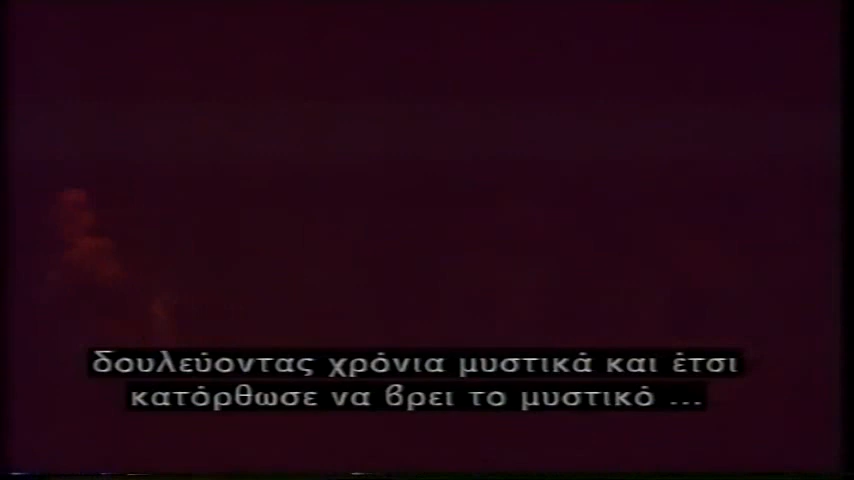 δουλεύοντας χρόνια μυστικά και έτσι
κατόρθωσε να βρει το μυστικό ...